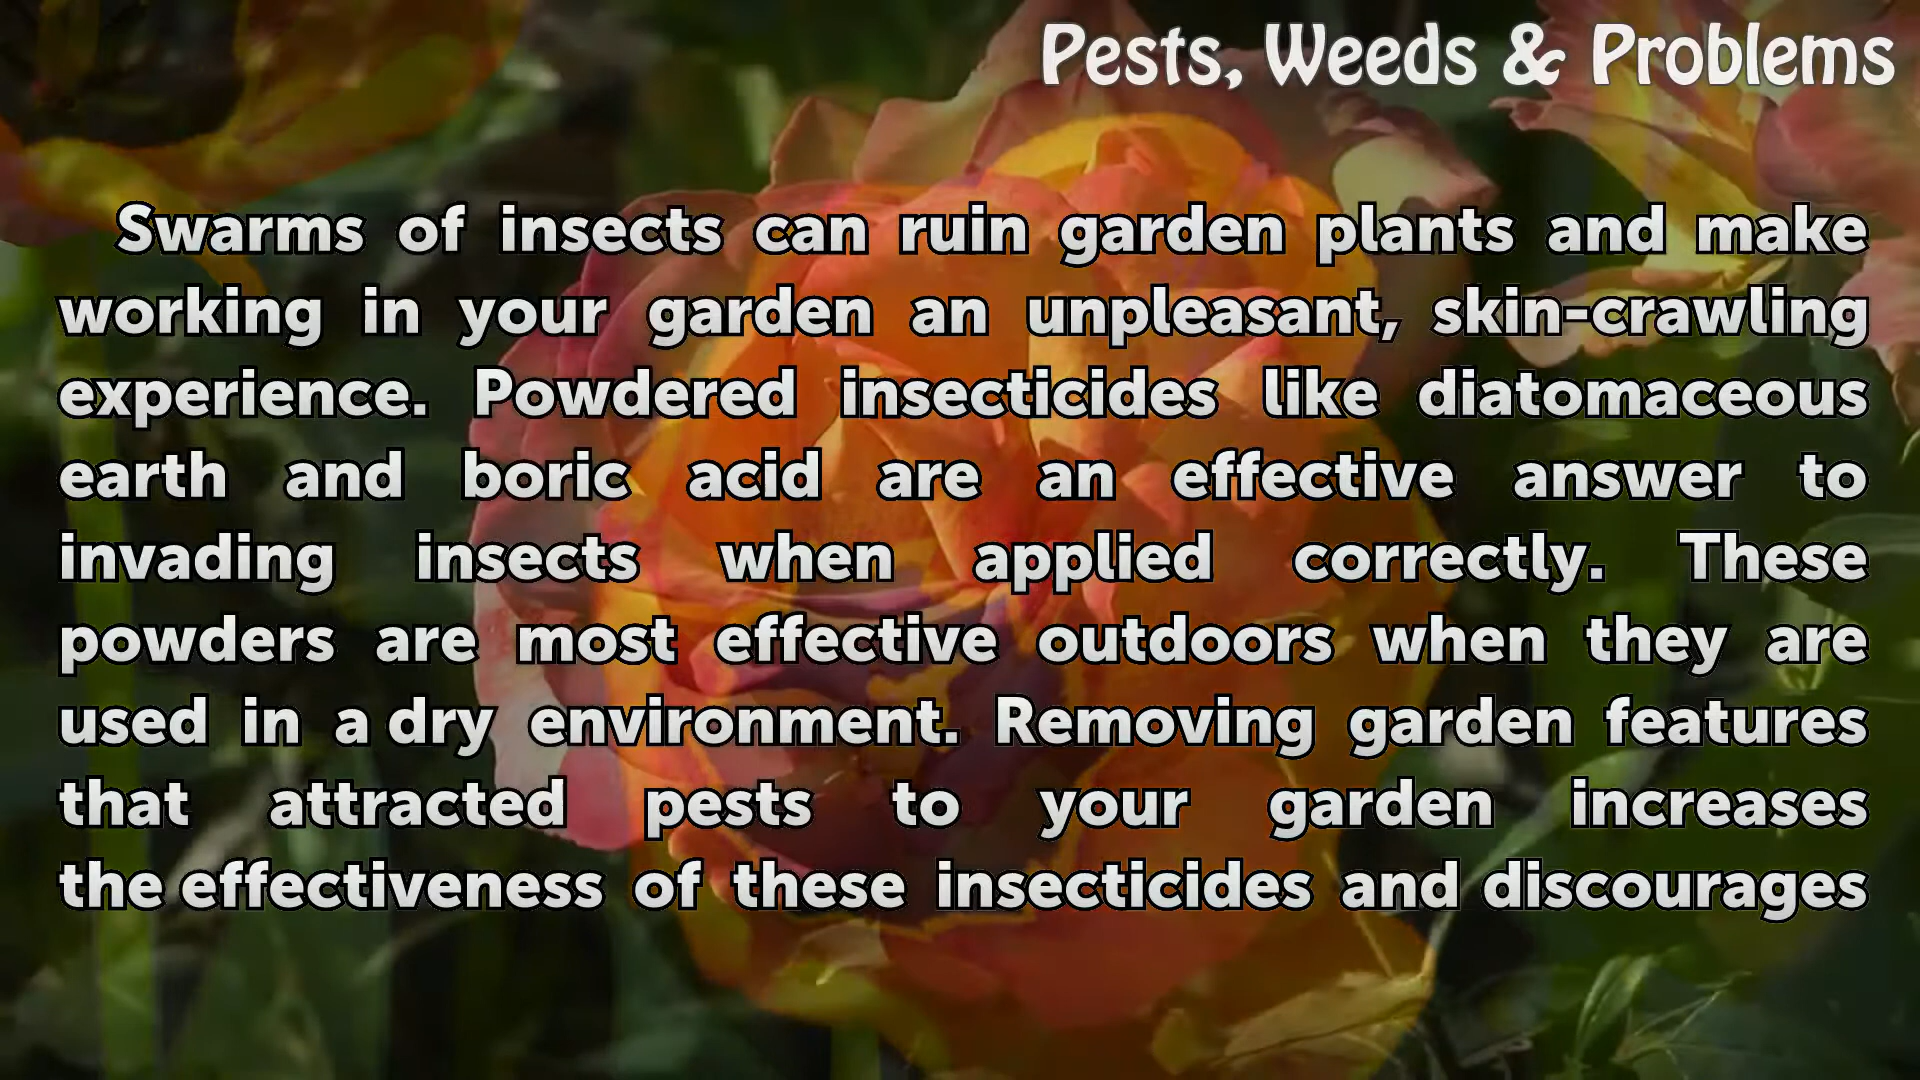 Pests, Weeds & Problems
Swarms of insects can ruin garden plants and make
working in your garden an unpleasant, skin-crawling
experience. Powdered insecticides like diatomaceous
earth and boric acid are an effective answer to
invading insects when applied correctly. These
powders are most effective outdoors when they are
used in a dry environment. Removing garden features
that attracted pests to your garden increases
the effectiveness of these insecticides and discourages